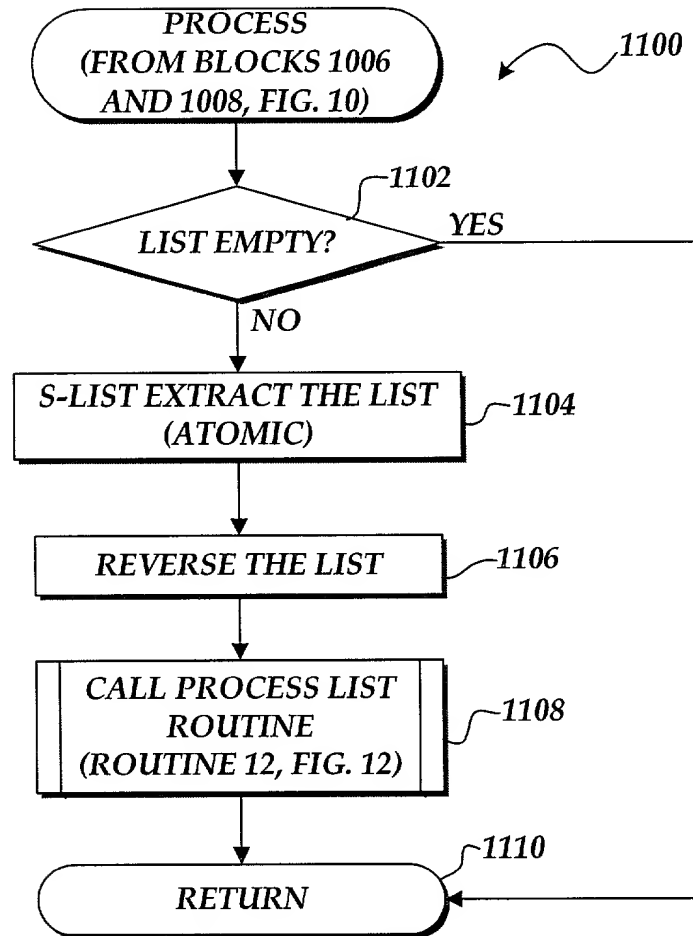 PROCESS
(FROM BLOCKS 1006
AND 1008, FIG. 10)
1100
1102
LIST EMPTY?
YES
NO
S-LIST EXTRACT THE LIST
(ATOMIC)
1104
REVERSE THE LIST
1106
CALL PROCESS LIST
ROUTINE
(ROUTINE 12, FIG. 12)
1108
1110
RETURN